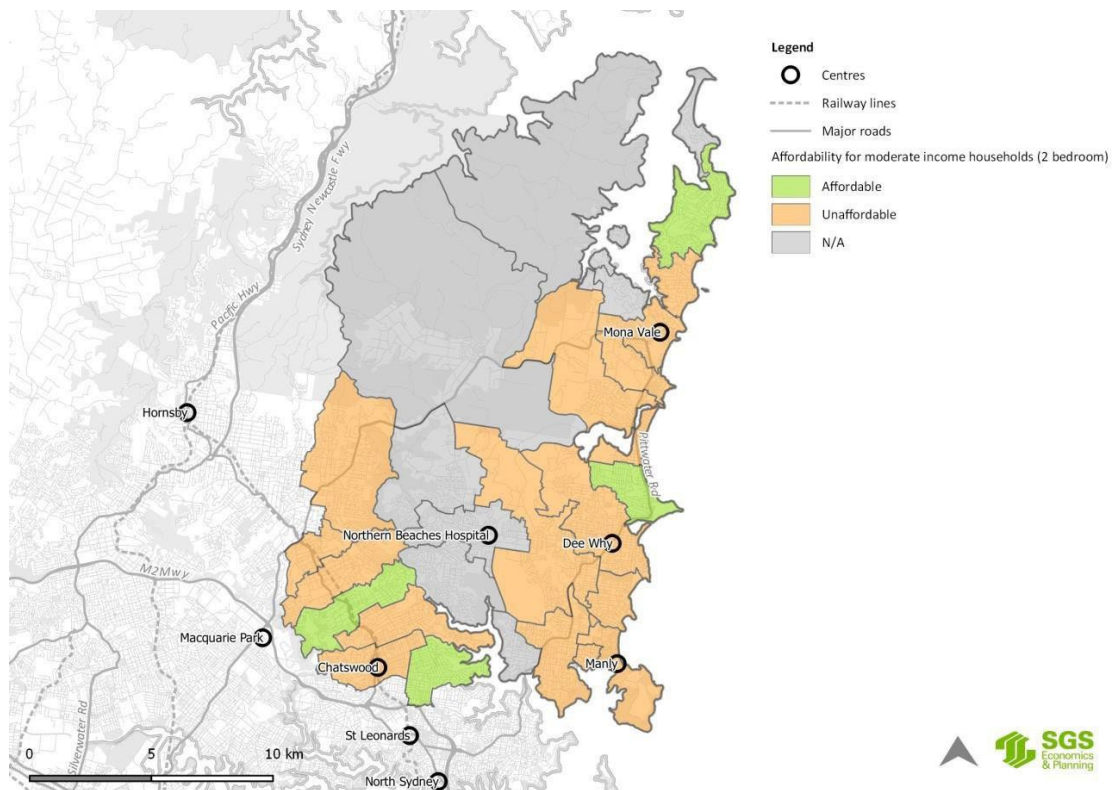 Legend
Centres
Railway lines
Major roads
Affordability for moderate income households (2 bedroom)
Affordable
Unaffordable
N/A
Sydney Newcastle Fwy
Pacific Hwy
Mona Vale
Hornsby
Pittwater Rd
Northern Beaches Hospital
Dee Why
M2Mwy
Macquarie Park
Chatswood
Manly
St Leonards
Silverwater Rd
North Sydney
0 5 10 km
SGS
Economics
& Planning